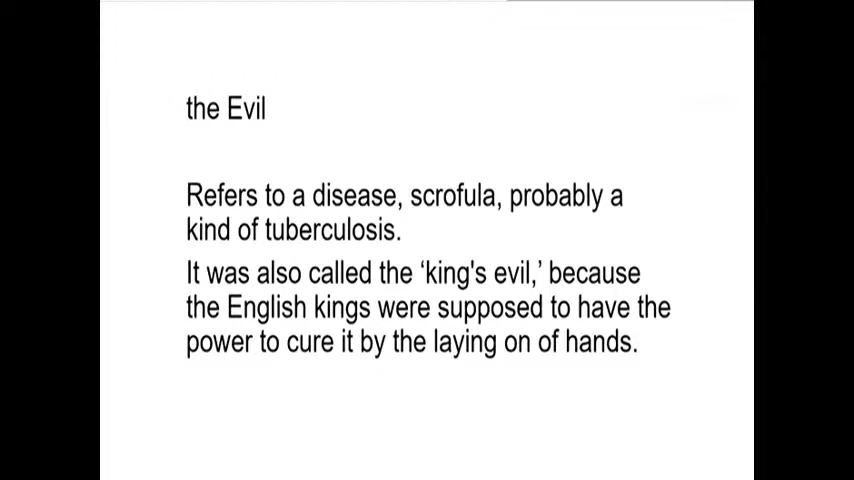 the Evil
Refers to a disease, scrofula, probably a
kind of tuberculosis.
It was also called the ‘king's evil,’ because
the English kings were supposed to have the
power to cure it by the laying on of hands.